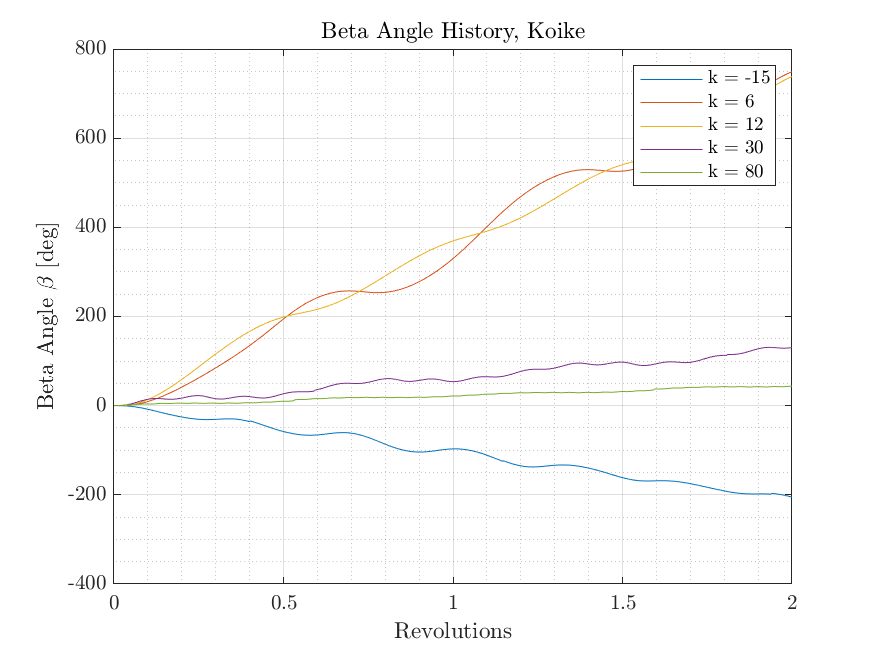 Beta Angle History, Koike
800
600
400
200
0
-200
-400
Beta Angle β [deg]
k = -15
k = 6
k = 12
k = 30
k = 80
0
0.5
1
1.5
2
Revolutions